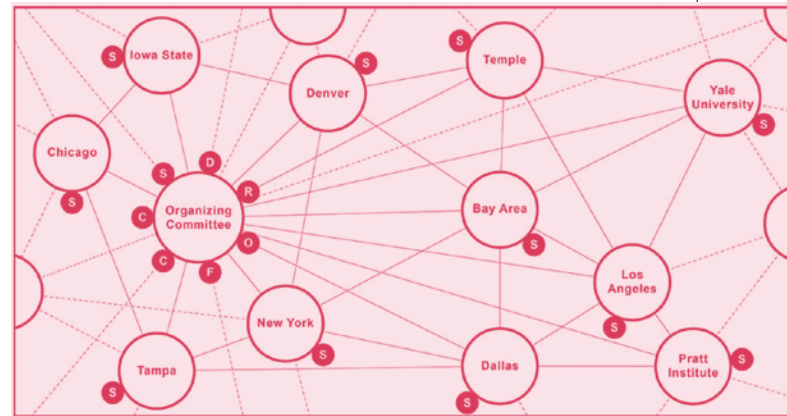 S
Iowa State
S
Denver
S
Temple
Yale
University
S
Chicago
S
S
D
R
C
Organizing
Committee
O
C
F
Bay Area
S
Los
Angeles
S
New York
S
Tampa
S
Dallas
S
Pratt
Institute
S